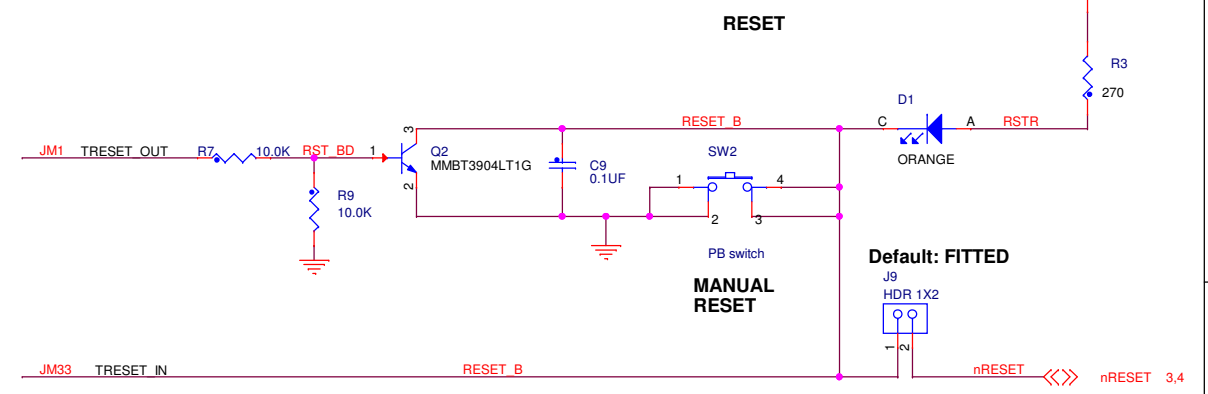 RESET
R3
270
D1
C
A
RSTR
ORANGE
RESET_B
3
Q2
MMBT3904LT1G
2
JM1
TRESET_OUT
R7
10.0K
RST_BD
1
R9
10.0K
C9
0.1UF
SW2
1
4
2
3
PB switch
MANUAL
RESET
Default: FITTED
J9
HDR 1X2
1
2
JM33
TRESET_IN
RESET_B
nRESET
nRESET 3,4